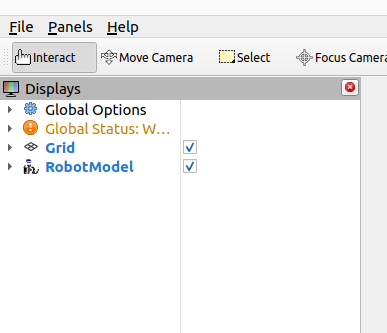 File Panels Help
Interact Move Camera Select Focus Camera
Displays
Global Options
Global Status: W...
Grid
RobotModel